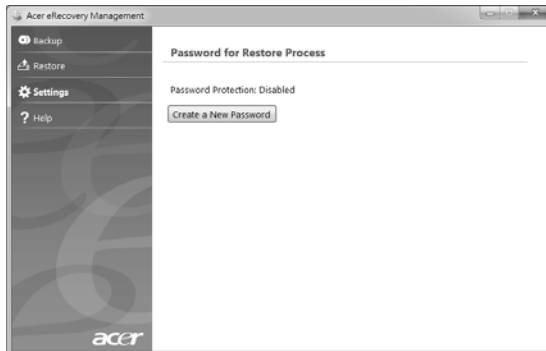 Acer eRecovery Management
Backup
Restore
Settings
Help
Password for Restore Process
Password Protection: Disabled
Create a New Password
acer